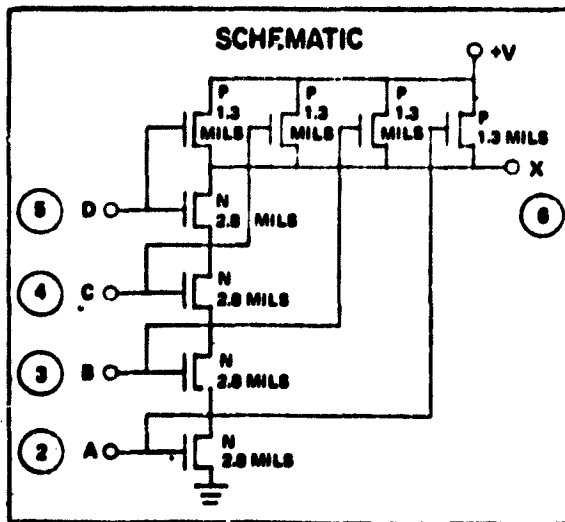 SCHEMATIC
+V
P
1.3
MILS
P
1.3
MILS
P
1.3
MILS
P
1.3 MILS
X
6
5 D
N
2.8 MILS
4 C
N
2.8 MILS
3 B
N
2.8 MILS
2 A
N
2.8 MILS